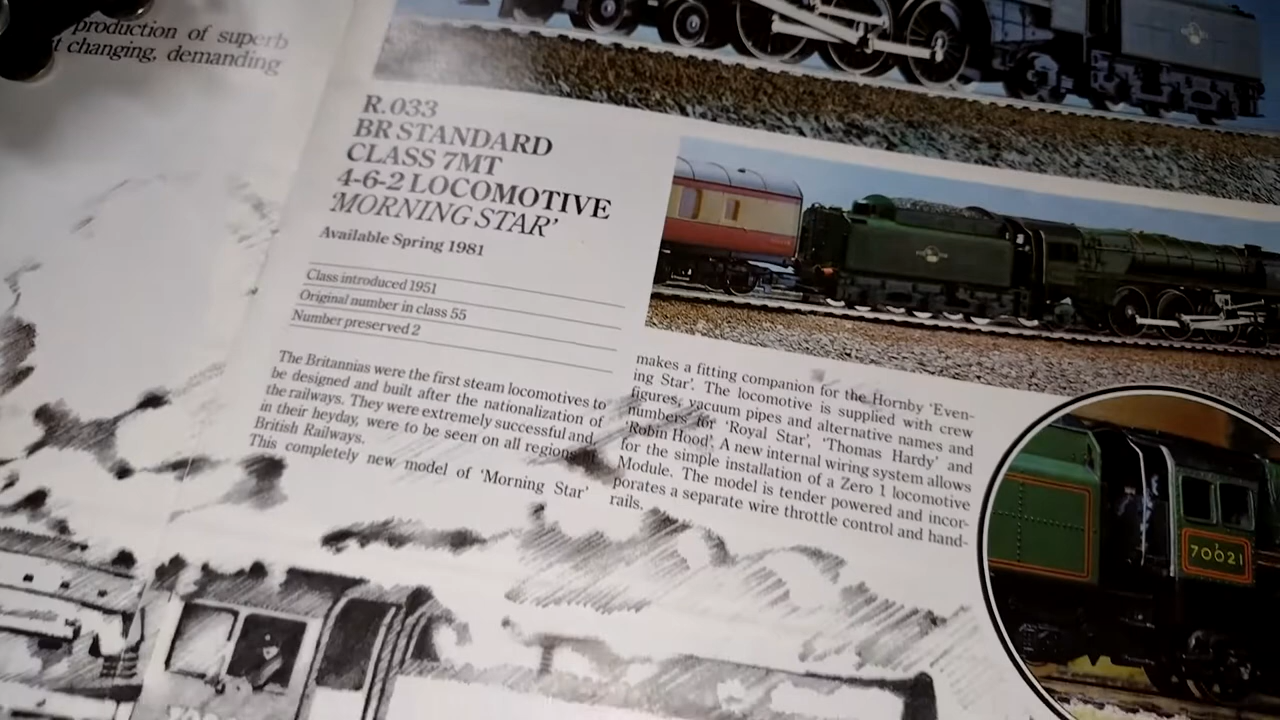 production of superb
changing, demanding
R.033
BR STANDARD
CLASS 7MT
4-6-2 LOCOMOTIVE
'MORNING STAR'
Available Spring 1981
Class introduced 1951
Original number in class 55
Number preserved 2
The Britannias were the first steam locomotives to
be designed and built after the nationalization of
the railways. They were extremely successful and,
in their heyday, were to be seen on all regions
British Railways.
This completely new model of 'Morning Star'
makes a fitting companion for the Hornby 'Even-
ing Star'. The locomotive is supplied with crew
figures, vacuum pipes and alternative names and
numbers for 'Royal Star', 'Thomas Hardy' and
'Robin Hood'. A new internal wiring system allows
for the simple installation of a Zero 1 locomotive
Module. The model is tender powered and incor-
porates a separate wire throttle control and hand-
rails.
70021